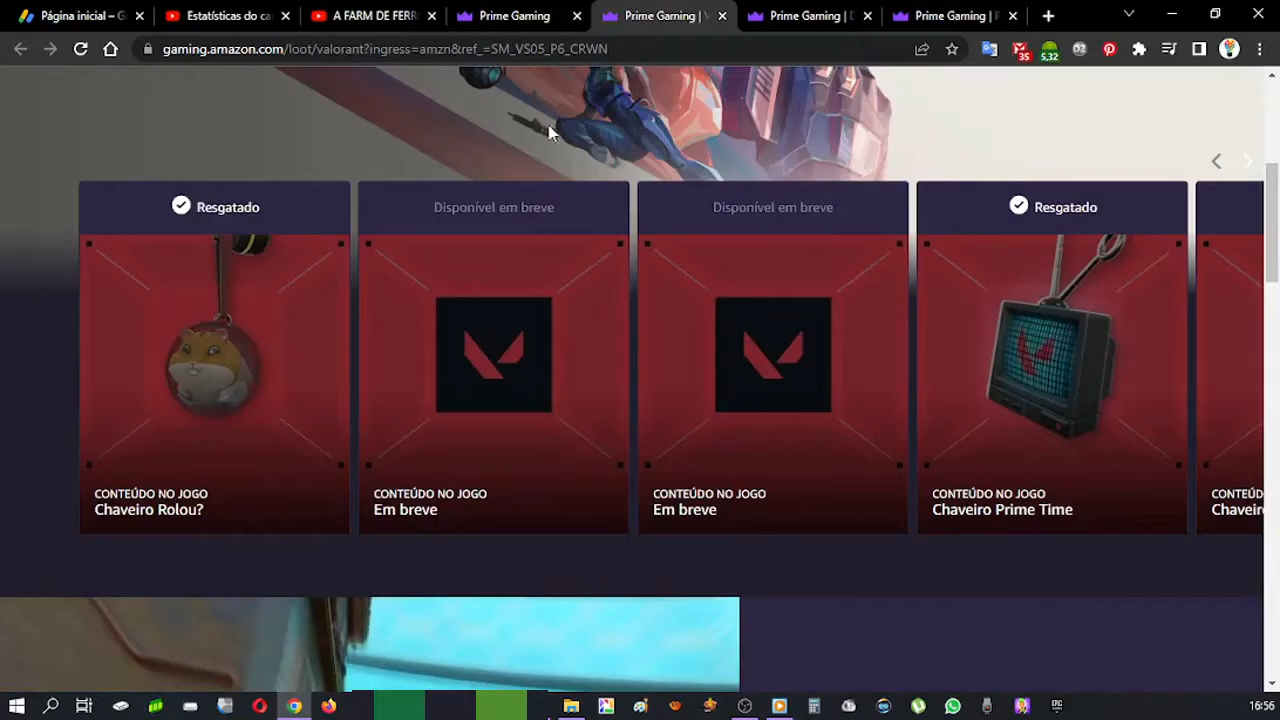 Página inicial – G
Estatísticas do ca
A FARM DE FERR
Prime Gaming
Prime Gaming | V
Prime Gaming | D
Prime Gaming | P
gaming.amazon.com/loot/valorant?ingress=amzn&ref_=SM_VS05_P6_CRWN
35
5,32
Resgatado
Disponível em breve
Disponível em breve
Resgatado
CONTEÚDO NO JOGO
Chaveiro Rolou?
CONTEÚDO NO JOGO
Em breve
CONTEÚDO NO JOGO
Em breve
CONTEÚDO NO JOGO
Chaveiro Prime Time
CONTEÚD
Chaveir
16:56